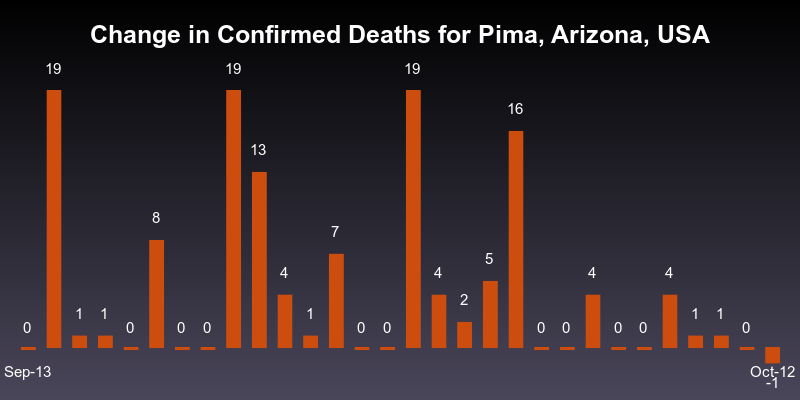 Change in Confirmed Deaths for Pima, Arizona, USA
0 19 1 1 0 8 0 0 19 13 4 1 7 0 0 19 4 2 5 16 0 0 4 0 0 4 1 1 0
Sep-13 Oct-12
-1